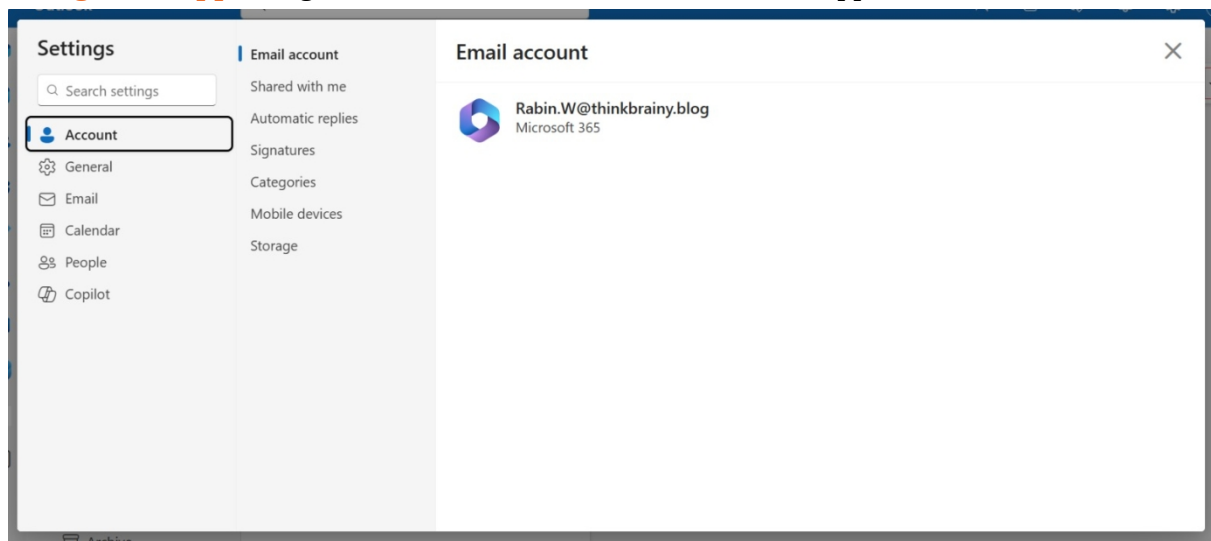 Settings
Search settings
Account
General
Email
Calendar
People
Copilot
Email account
Shared with me
Automatic replies
Signatures
Categories
Mobile devices
Storage
Email account
Rabin.W@thinkbrainy.blog
Microsoft 365